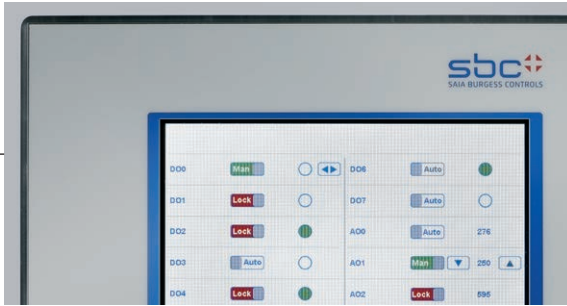 sbc
SAIA BURGESS CONTROLS
DO0 Man DO6 Auto
DO1 Lock DO7 Auto
DO2 Lock AO0 Auto 276
DO3 Auto AO1 Man 250
DO4 Lock AO2 Lock 595